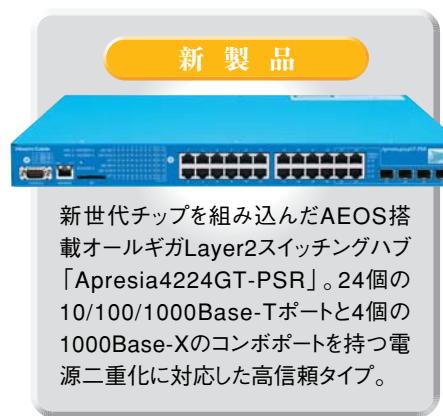 新製品
Hitachi Cable
Apresia4224GT-PSR
新世代チップを組み込んだAEOS搭
載オールギガLayer2スイッチングハブ
「Apresia4224GT-PSR」。24個の
10/100/1000Base-Tポートと4個の
1000Base-Xのコンボポートを持つ電
源二重化に対応した高信頼タイプ。